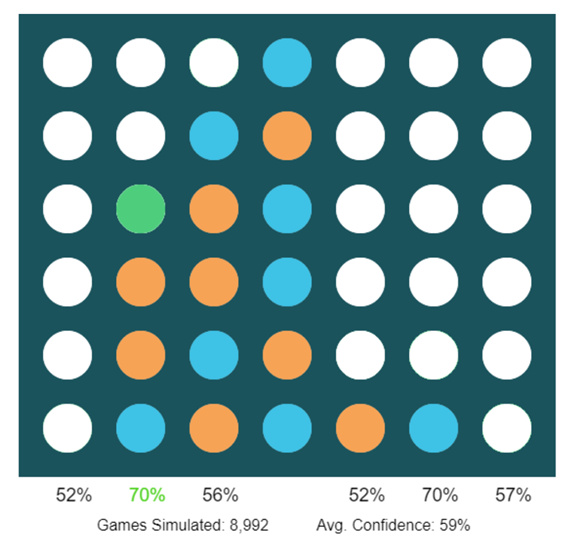 52% 70% 56% 52% 70% 57%
Games Simulated: 8,992 Avg. Confidence: 59%